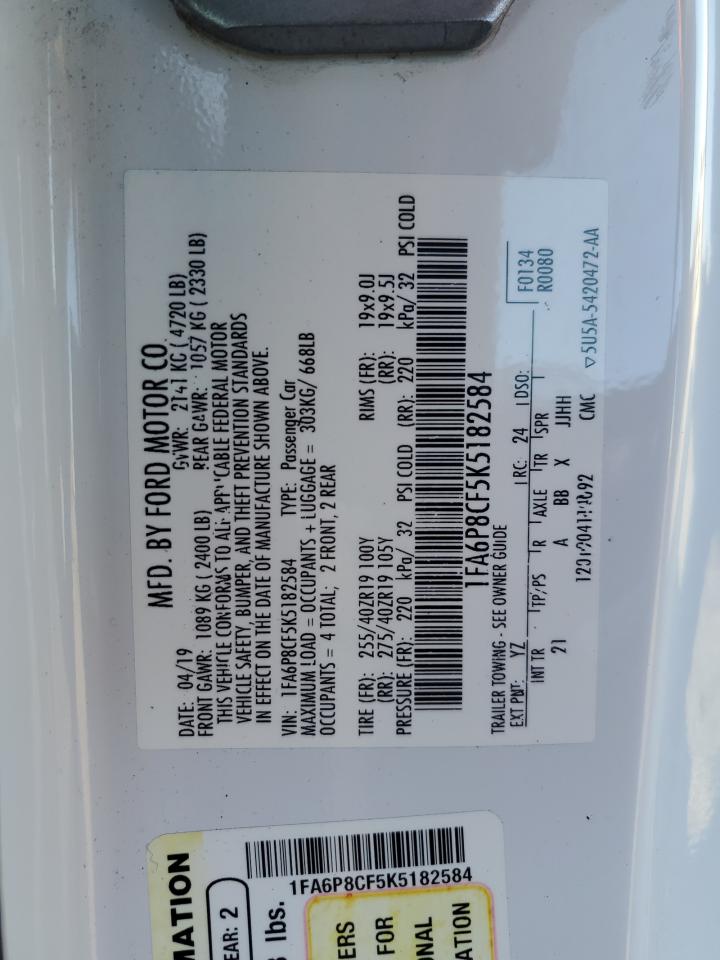 MFD. BY FORD MOTOR CO.
DATE: 04/19 GVWR: 2141 KG ( 4720 LB)
FRONT GAWR: 1089 KG ( 2400 LB) REAR GAWR: 1057 KG ( 2330 LB)
THIS VEHICLE CONFORMS TO ALL APPLICABLE FEDERAL MOTOR
VEHICLE SAFETY, BUMPER, AND THEFT PREVENTION STANDARDS
IN EFFECT ON THE DATE OF MANUFACTURE SHOWN ABOVE.
VIN: 1FA6P8CF5K5182584 TYPE: Passenger Car
MAXIMUM LOAD = OCCUPANTS + LUGGAGE = 303KG/ 668LB
OCCUPANTS = 4 TOTAL; 2 FRONT, 2 REAR
TIRE (FR): 255/40ZR19 100Y RIMS (FR): 19x9.0J
(RR): 275/40ZR19 105Y (RR): 19x9.5J
PRESSURE (FR): 220 kPa/ 32 PSI COLD (RR): 220 kPa/ 32 PSI COLD
1FA6P8CF5K5182584
TRAILER TOWING - SEE OWNER GUIDE
F0134
R0080
EXT PNT: YZ RC: 24 DSO:
INT TR TP/PS R AXLE TR SPR
21 A BB X JJHH
CMC ▽5U5A-5420472-AA
MATION
EAR: 2
lbs.
1FA6P8CF5K5182584
ERS
FOR
ONAL
ATION